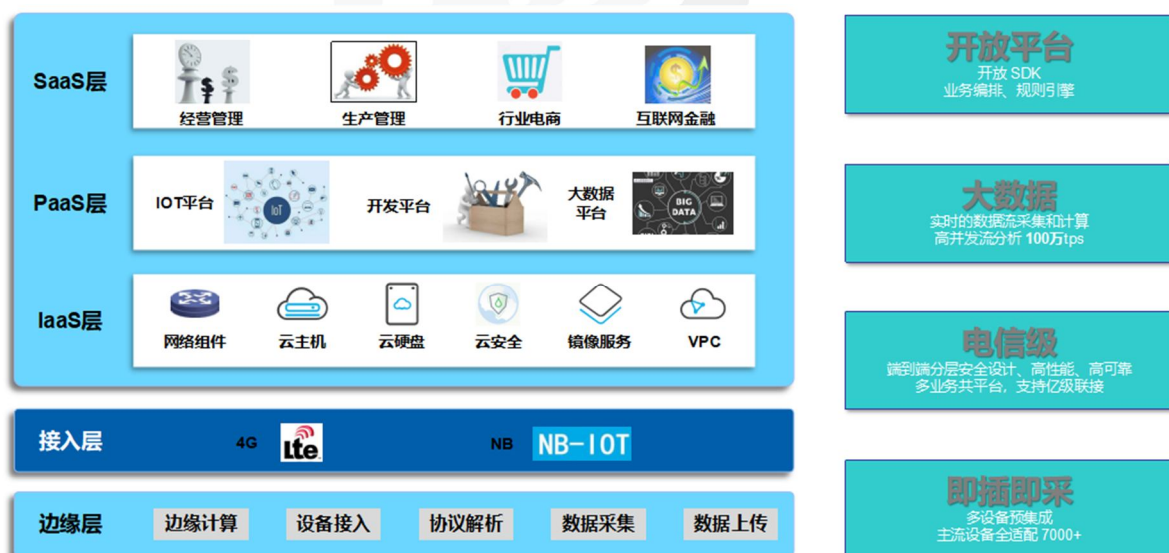 SaaS层
经营管理
生产管理
行业电商
互联网金融
PaaS层
IOT平台
IoT
开发平台
大数据
平台
BIG
DATA
IaaS层
网络组件
云主机
云硬盘
云安全
镜像服务
VPC
接入层
4G
lte
NB
NB-IOT
边缘层
边缘计算
设备接入
协议解析
数据采集
数据上传
开放平台
开放 SDK
业务编排、规则引擎
大数据
实时的数据流采集和计算
高并发流分析 100万tps
电信级
端到端分层安全设计、高性能、高可靠
多业务共平台，支持亿级联接
即插即采
多设备预集成
主流设备全适配 7000+